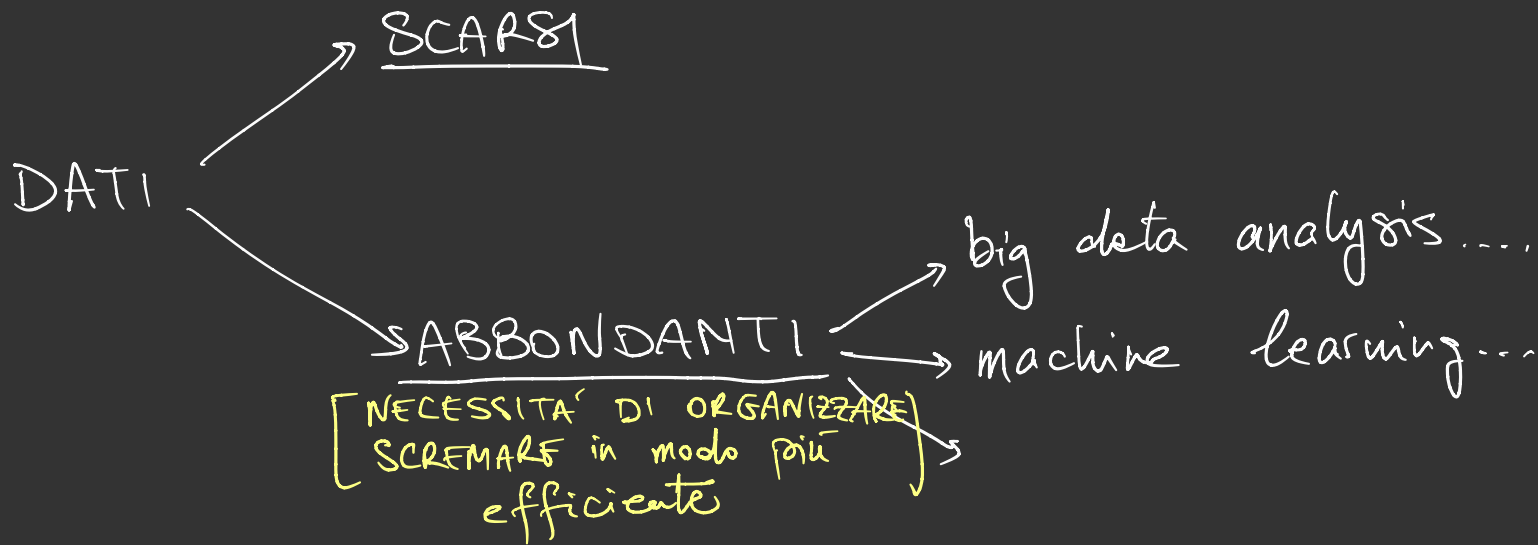 SCARSI
DATI
big data analysis.....
ABBONDANTI
machine learning...
[NECESSITA' DI ORGANIZZARE
SCREMARE in modo più
efficiente]